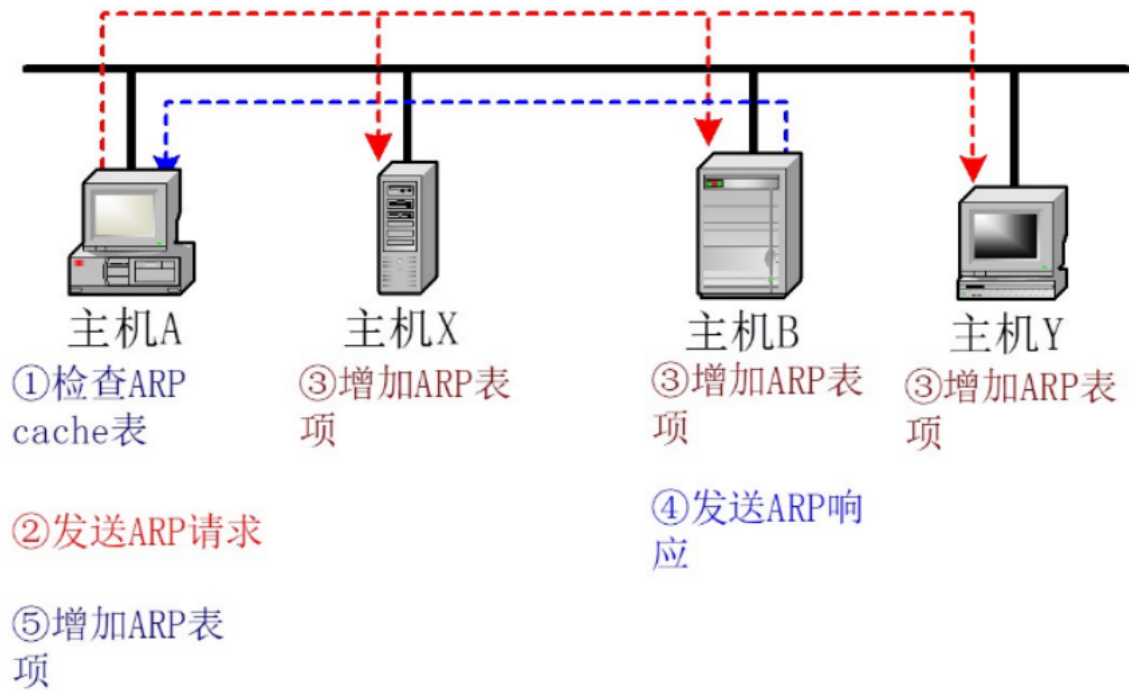 主机A
主机X
主机B
主机Y
①检查ARP
cache表
③增加ARP表
项
③增加ARP表
项
③增加ARP表
项
②发送ARP请求
④发送ARP响
应
⑤增加ARP表
项